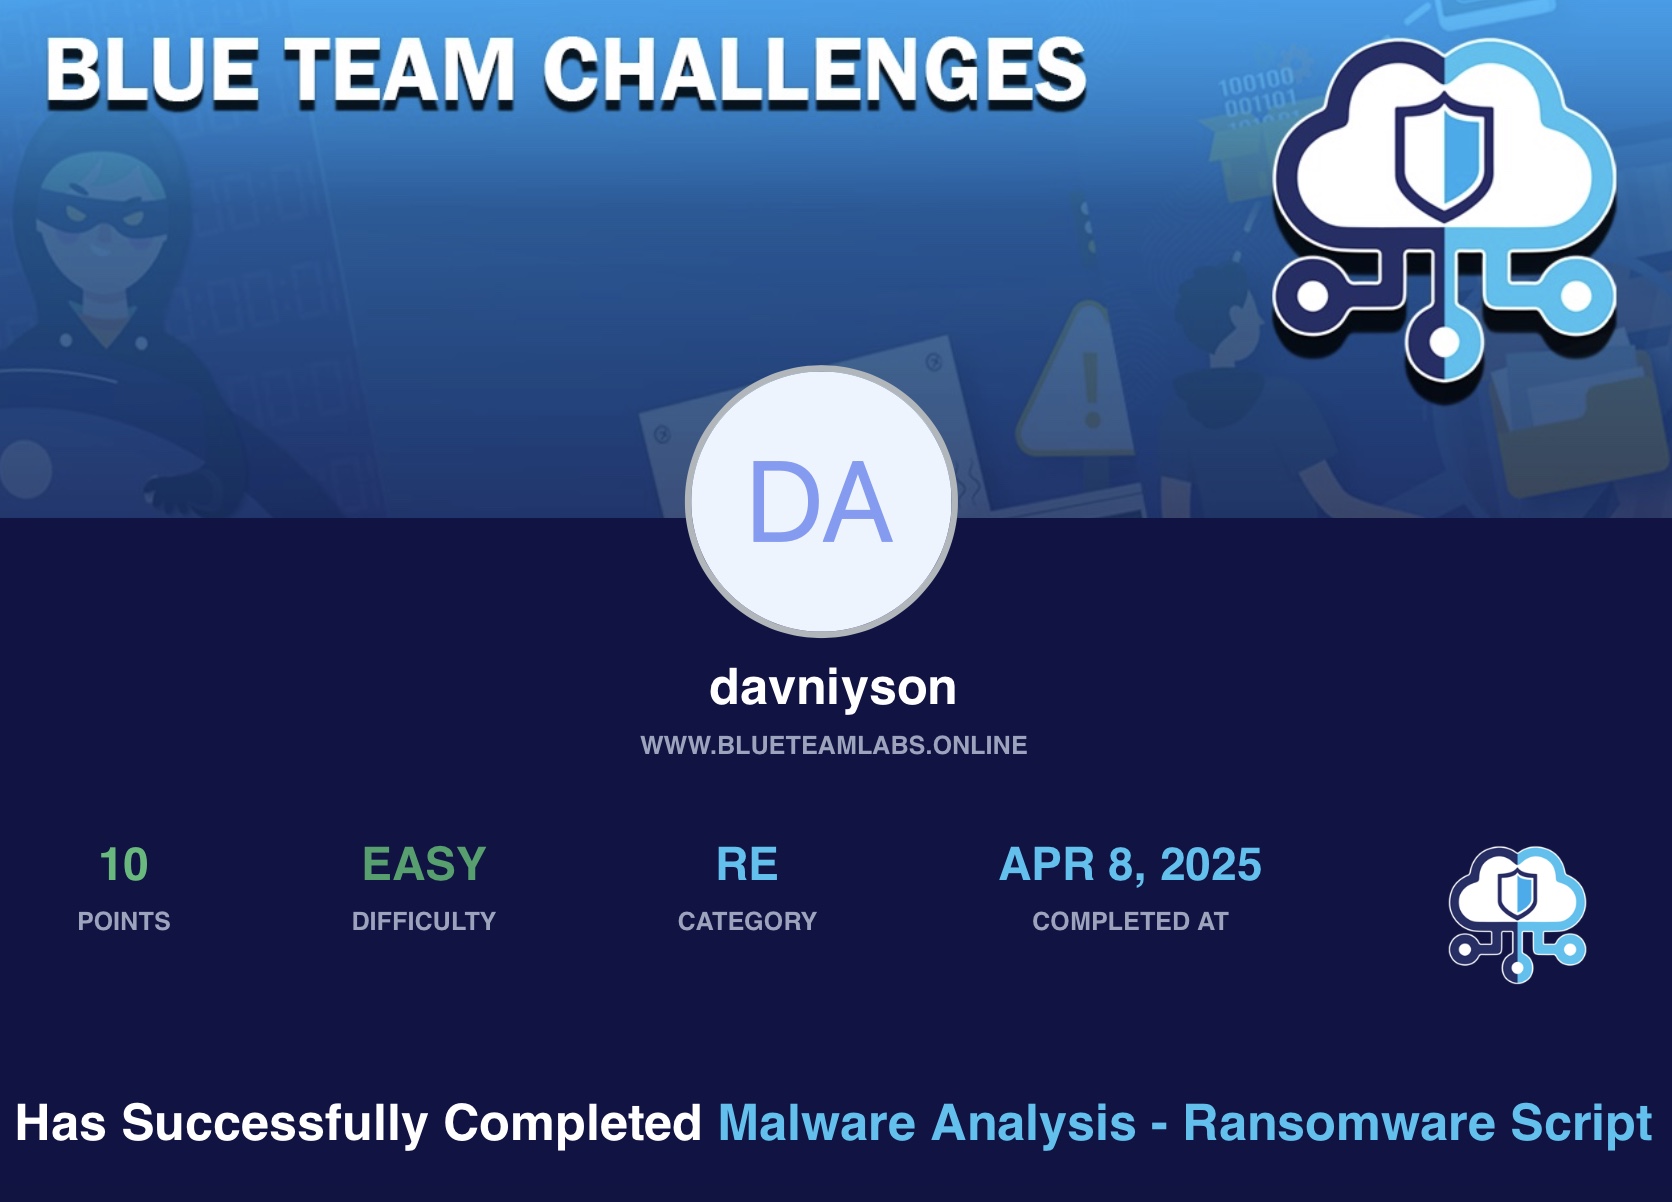 BLUE TEAM CHALLENGES
100100
001101
DA
davniyson
WWW.BLUETEAMLABS.ONLINE
10 EASY RE APR 8, 2025
POINTS DIFFICULTY CATEGORY COMPLETED AT
Has Successfully Completed Malware Analysis - Ransomware Script